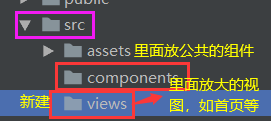 public
src
assets 里面放公共的组件
components
里面放大的视
新建 views
图，如首页等